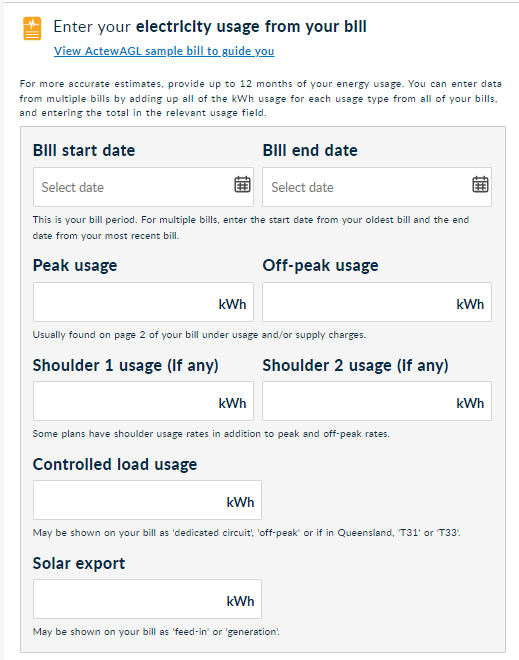 Enter your electricity usage from your bill
View ActewAGL sample bill to guide you
For more accurate estimates, provide up to 12 months of your energy usage. You can enter data
from multiple bills by adding up all of the kWh usage for each usage type from all of your bills,
and entering the total in the relevant usage field.
Bill start date
Bill end date
Select date
Select date
This is your bill period. For multiple bills, enter the start date from your oldest bill and the end
date from your most recent bill.
Peak usage
Off-peak usage
kWh
kWh
Usually found on page 2 of your bill under usage and/or supply charges.
Shoulder 1 usage (If any)
Shoulder 2 usage (If any)
kWh
kWh
Some plans have shoulder usage rates in addition to peak and off-peak rates.
Controlled load usage
kWh
May be shown on your bill as 'dedicated circuit', 'off-peak' or if in Queensland, 'T31' or 'T33'.
Solar export
kWh
May be shown on your bill as 'feed-in' or 'generation'.